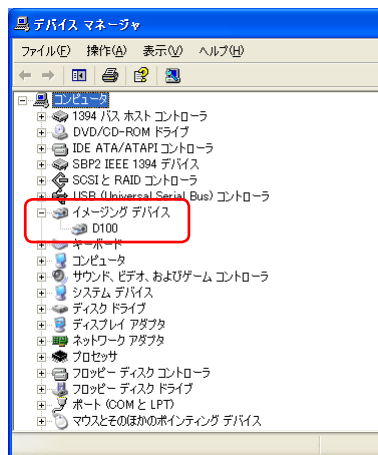 デバイス マネージャ
ファイル(F) 操作(A) 表示(V) ヘルプ(H)
コンピュータ
1394 バス ホスト コントローラ
DVD/CD-ROM ドライブ
IDE ATA/ATAPI コントローラ
SBP2 IEEE 1394 デバイス
SCSI と RAID コントローラ
USB (Universal Serial Bus) コントローラ
イメージング デバイス
D100
キーボード
コンピュータ
サウンド、ビデオ、およびゲーム コントローラ
システム デバイス
ディスク ドライブ
ディスプレイ アダプタ
ネットワーク アダプタ
プロセッサ
フロッピー ディスク コントローラ
フロッピー ディスク ドライブ
ポート (COM と LPT)
マウスとそのほかのポインティング デバイス